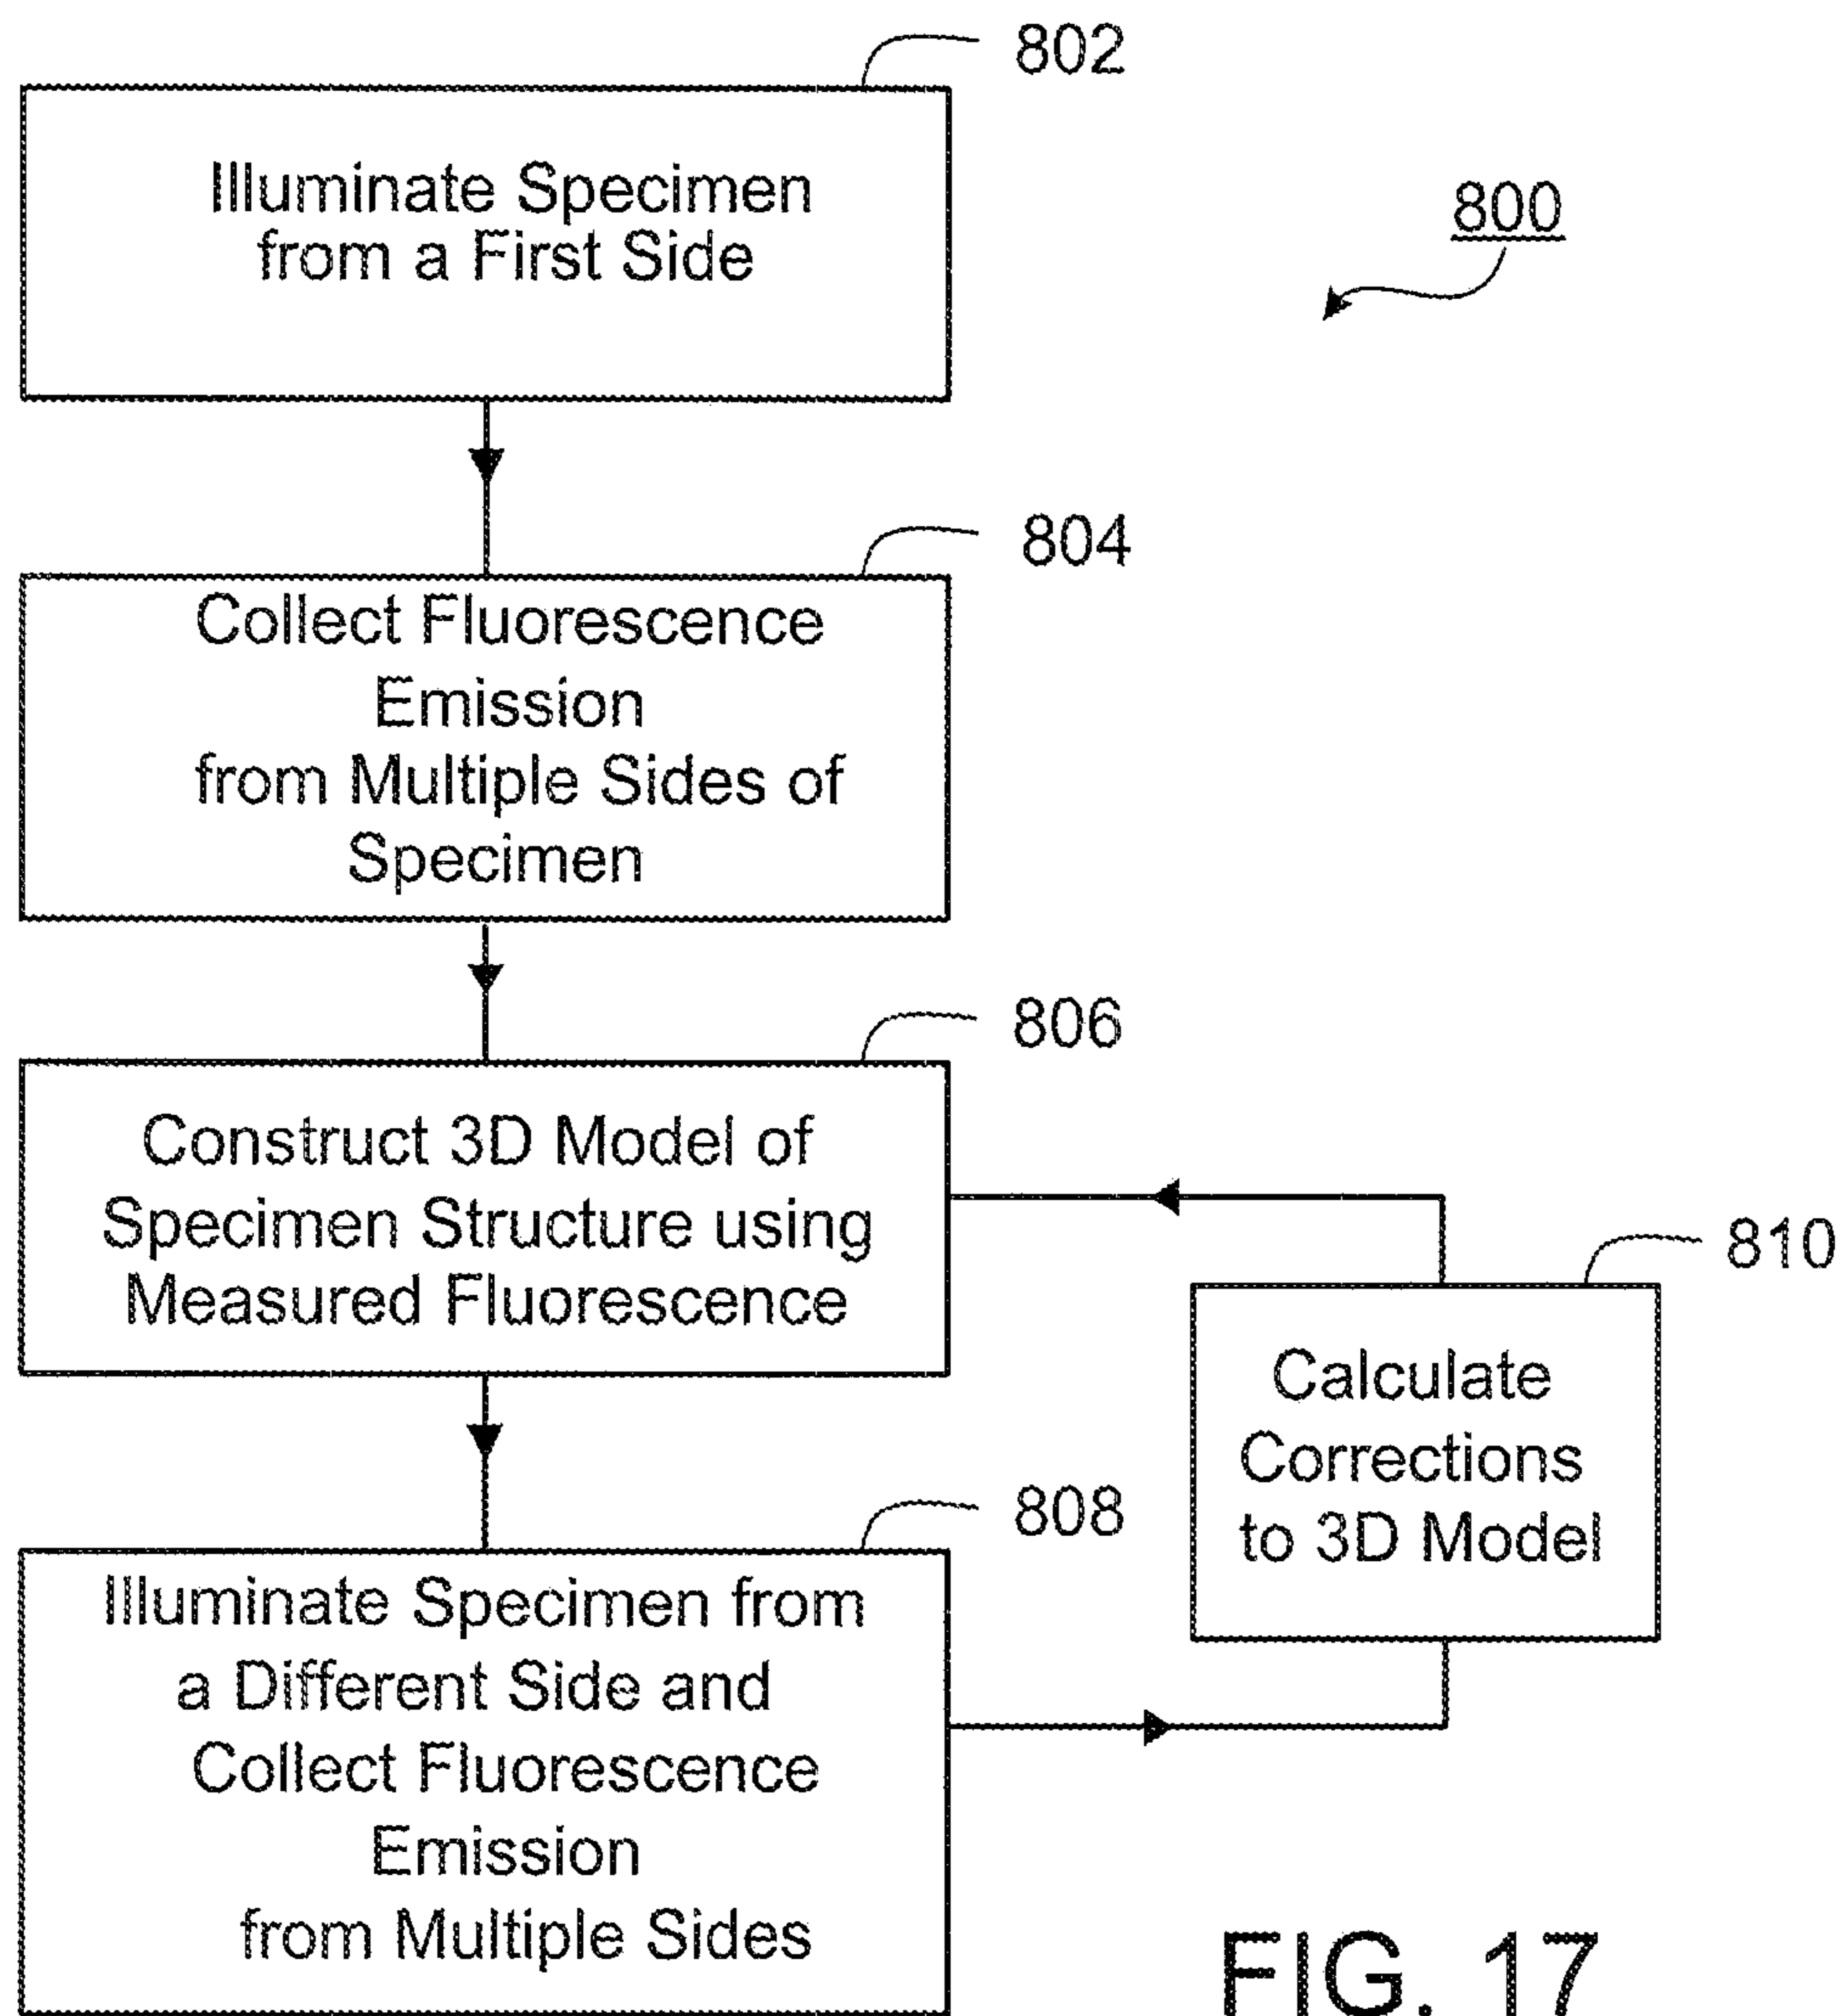 802
Illuminate Specimen
from a First Side
800
804
Collect Fluorescence
Emission
from Multiple Sides of
Specimen
806
Construct 3D Model of
Specimen Structure using
Measured Fluorescence
810
Calculate
Corrections
to 3D Model
808
Illuminate Specimen from
a Different Side and
Collect Fluorescence
Emission
from Multiple Sides
FIG. 17